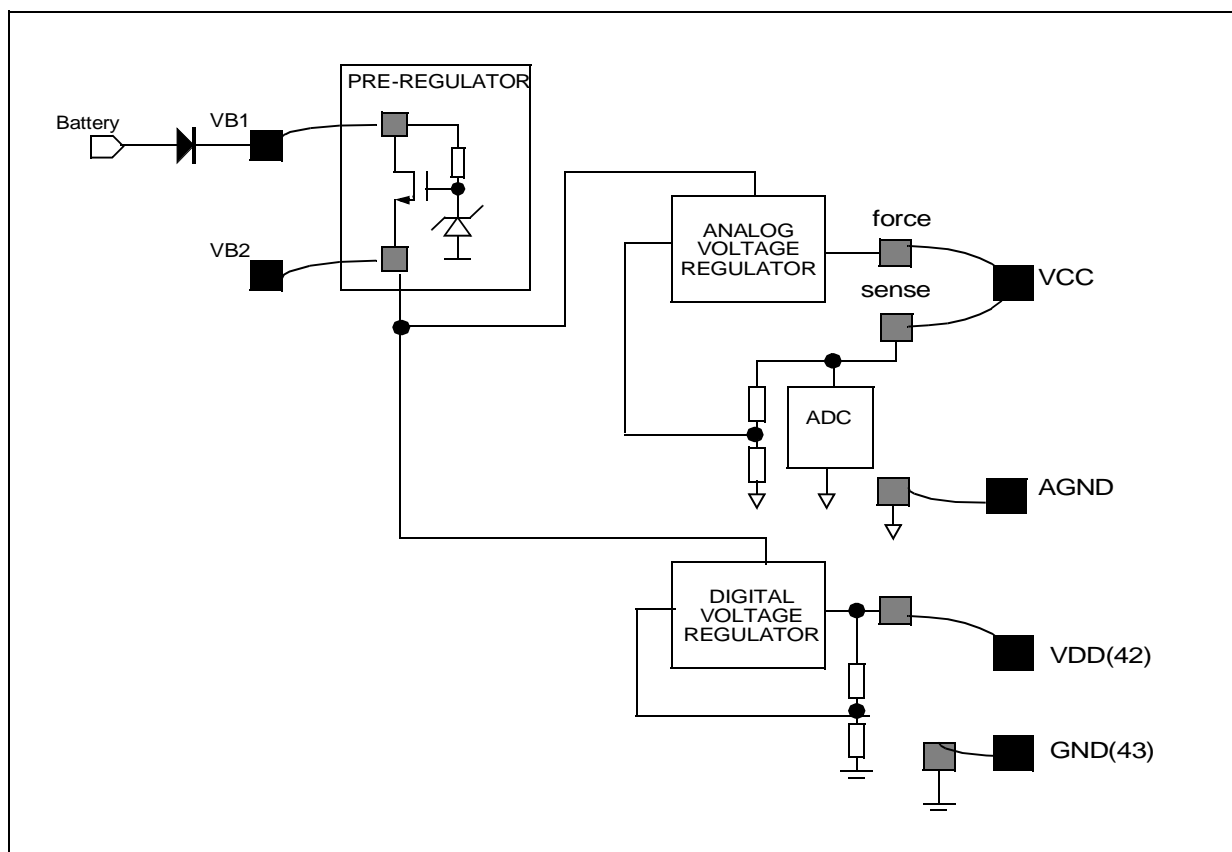 PRE-REGULATOR
Battery
VB1
VB2
ANALOG
VOLTAGE
REGULATOR
force
sense
VCC
ADC
AGND
DIGITAL
VOLTAGE
REGULATOR
VDD(42)
GND(43)